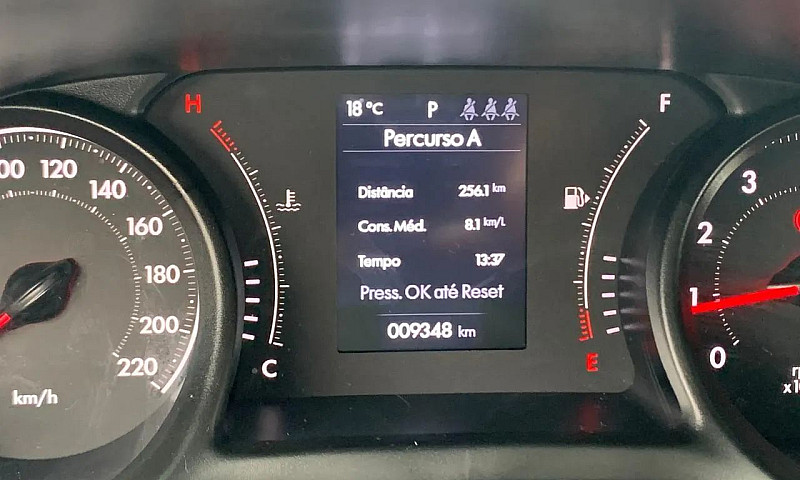 18 °C P
Percurso A
Distância 256.1 km
Cons. Méd. 8.1 km/L
Tempo 13:37
Press. OK até Reset
009348 km
H
C
F
E
120
140
160
180
200
220
km/h
3
2
1
0